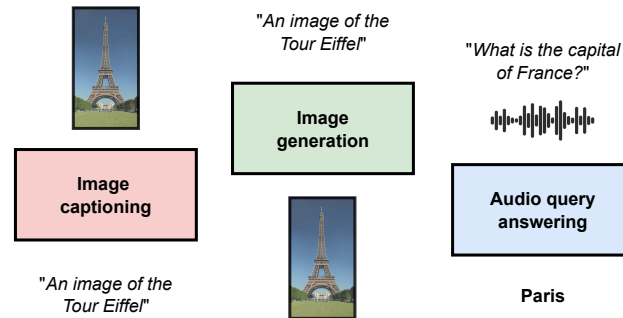 Image
captioning
"An image of the
Tour Eiffel"
"An image of the
Tour Eiffel"
Image
generation
"What is the capital
of France?"
Audio query
answering
Paris